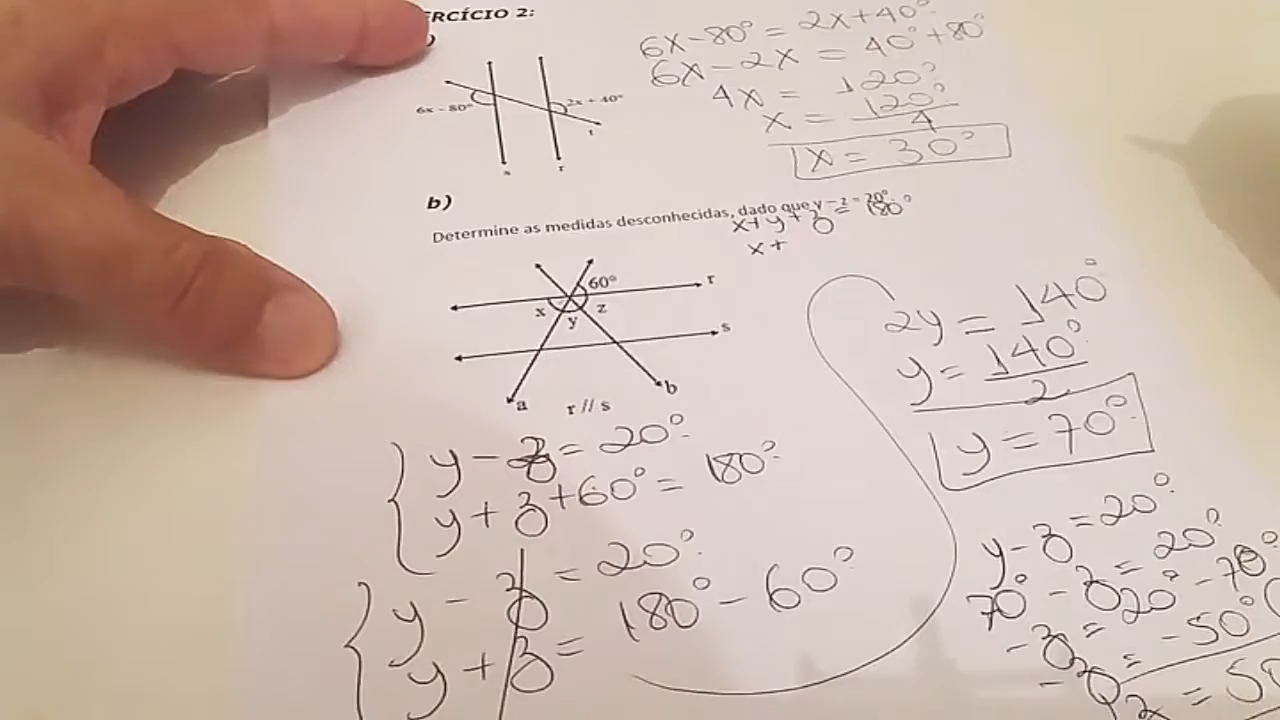 ERCÍCIO 2:
)
6x - 80°
2x + 40°
t
s
r
6x-80° = 2x+40°
6x-2x = 40°+80°
4x = 120°
x = 120°
4
x = 30°
b)
Determine as medidas desconhecidas, dado que y - z = 20°.
x+y+z = 180°
x+
60°
r
x
y
z
s
a
b
r // s
y-z = 20°
y+z+60° = 180°
y-z = 20°
y+z = 180°-60°
2y = 140°
y = 140°
2
y = 70°
y-z = 20°
70°-z = 20°
-z = 20°-70°
-z = -50°